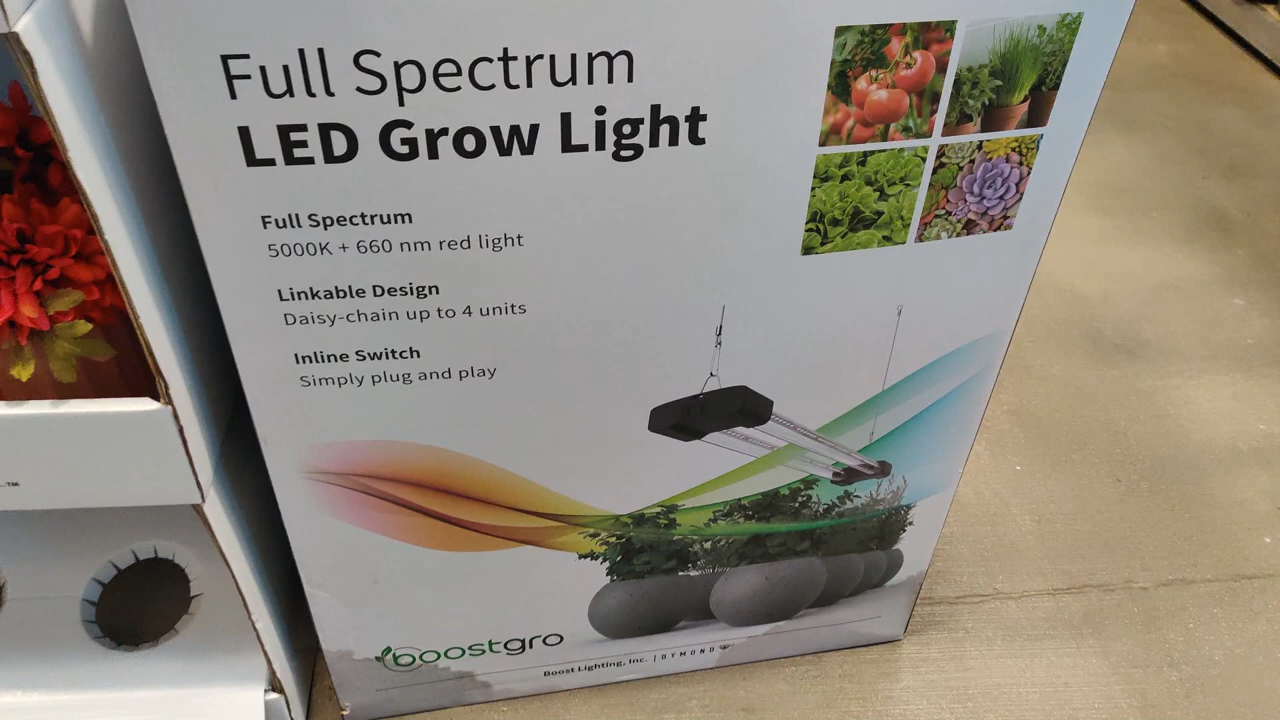 Full Spectrum
LED Grow Light
Full Spectrum
5000K + 660 nm red light
Linkable Design
Daisy-chain up to 4 units
Inline Switch
Simply plug and play
boostgro
Boost Lighting, Inc. | DYMOND